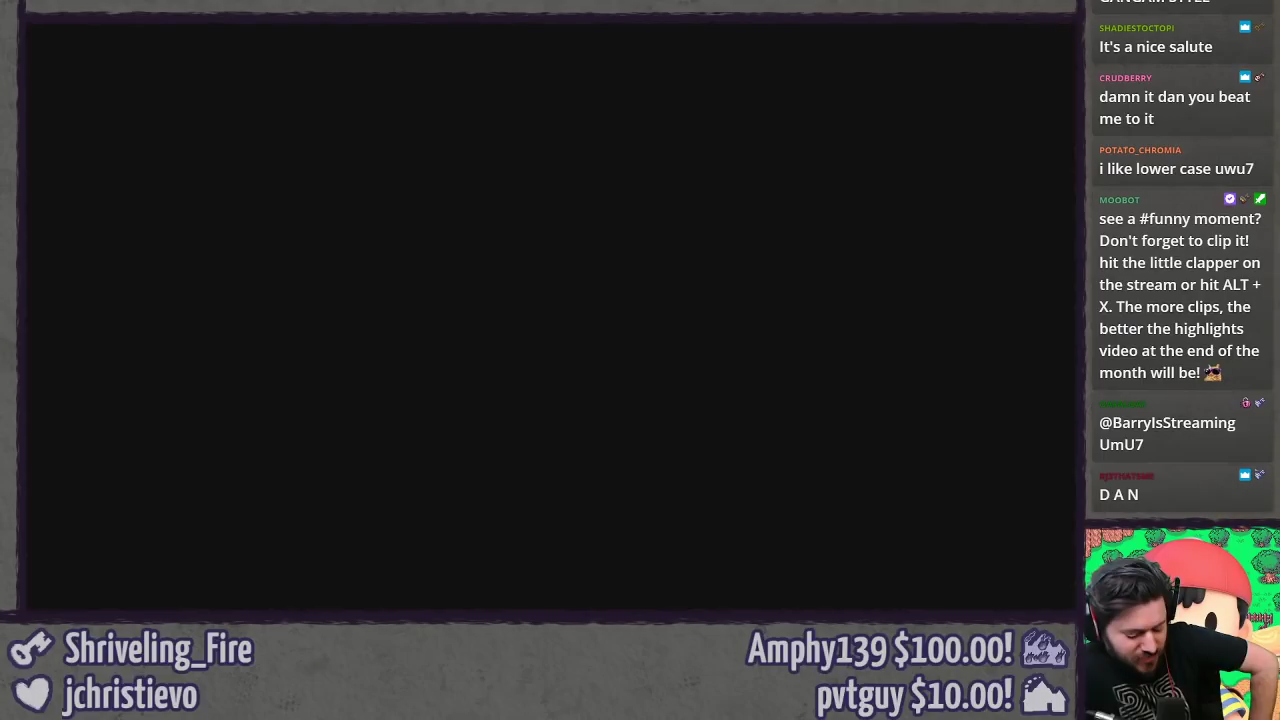 SHADIESTOCTOPI
It's a nice salute
CRUDBERRY
damn it dan you beat
me to it
POTATO_CHROMIA
i like lower case uwu7
MOOBOT
see a #funny moment?
Don't forget to clip it!
hit the little clapper on
the stream or hit ALT +
X. The more clips, the
better the highlights
video at the end of the
month will be!
@BarryIsStreaming
UmU7
RJSTHATSME
D A N
Shriveling_Fire
Amphy139 $100.00!
jchristievo
pvtguy $10.00!